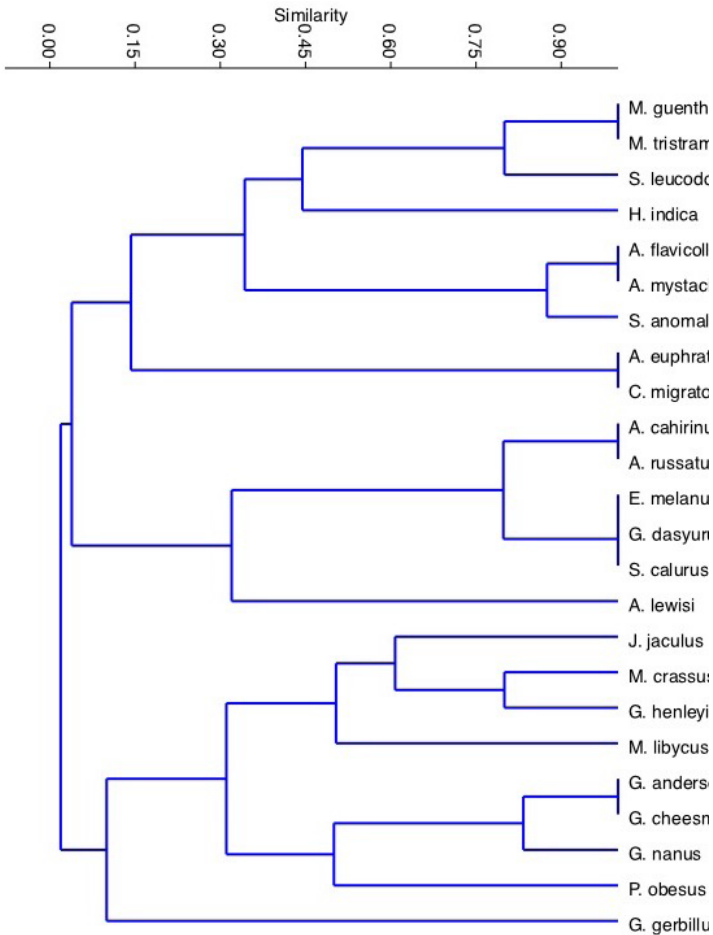 Similarity
0.00 0.15 0.30 0.45 0.60 0.75 0.90
M. guenth
M. tristram
S. leucodo
H. indica
A. flavicoll
A. mystaci
S. anomal
A. euphrat
C. migrato
A. cahirinu
A. russatu
E. melanu
G. dasyuru
S. calurus
A. lewisi
J. jaculus
M. crassus
G. henleyi
M. libycus
G. anderso
G. cheesm
G. nanus
P. obesus
G. gerbillu